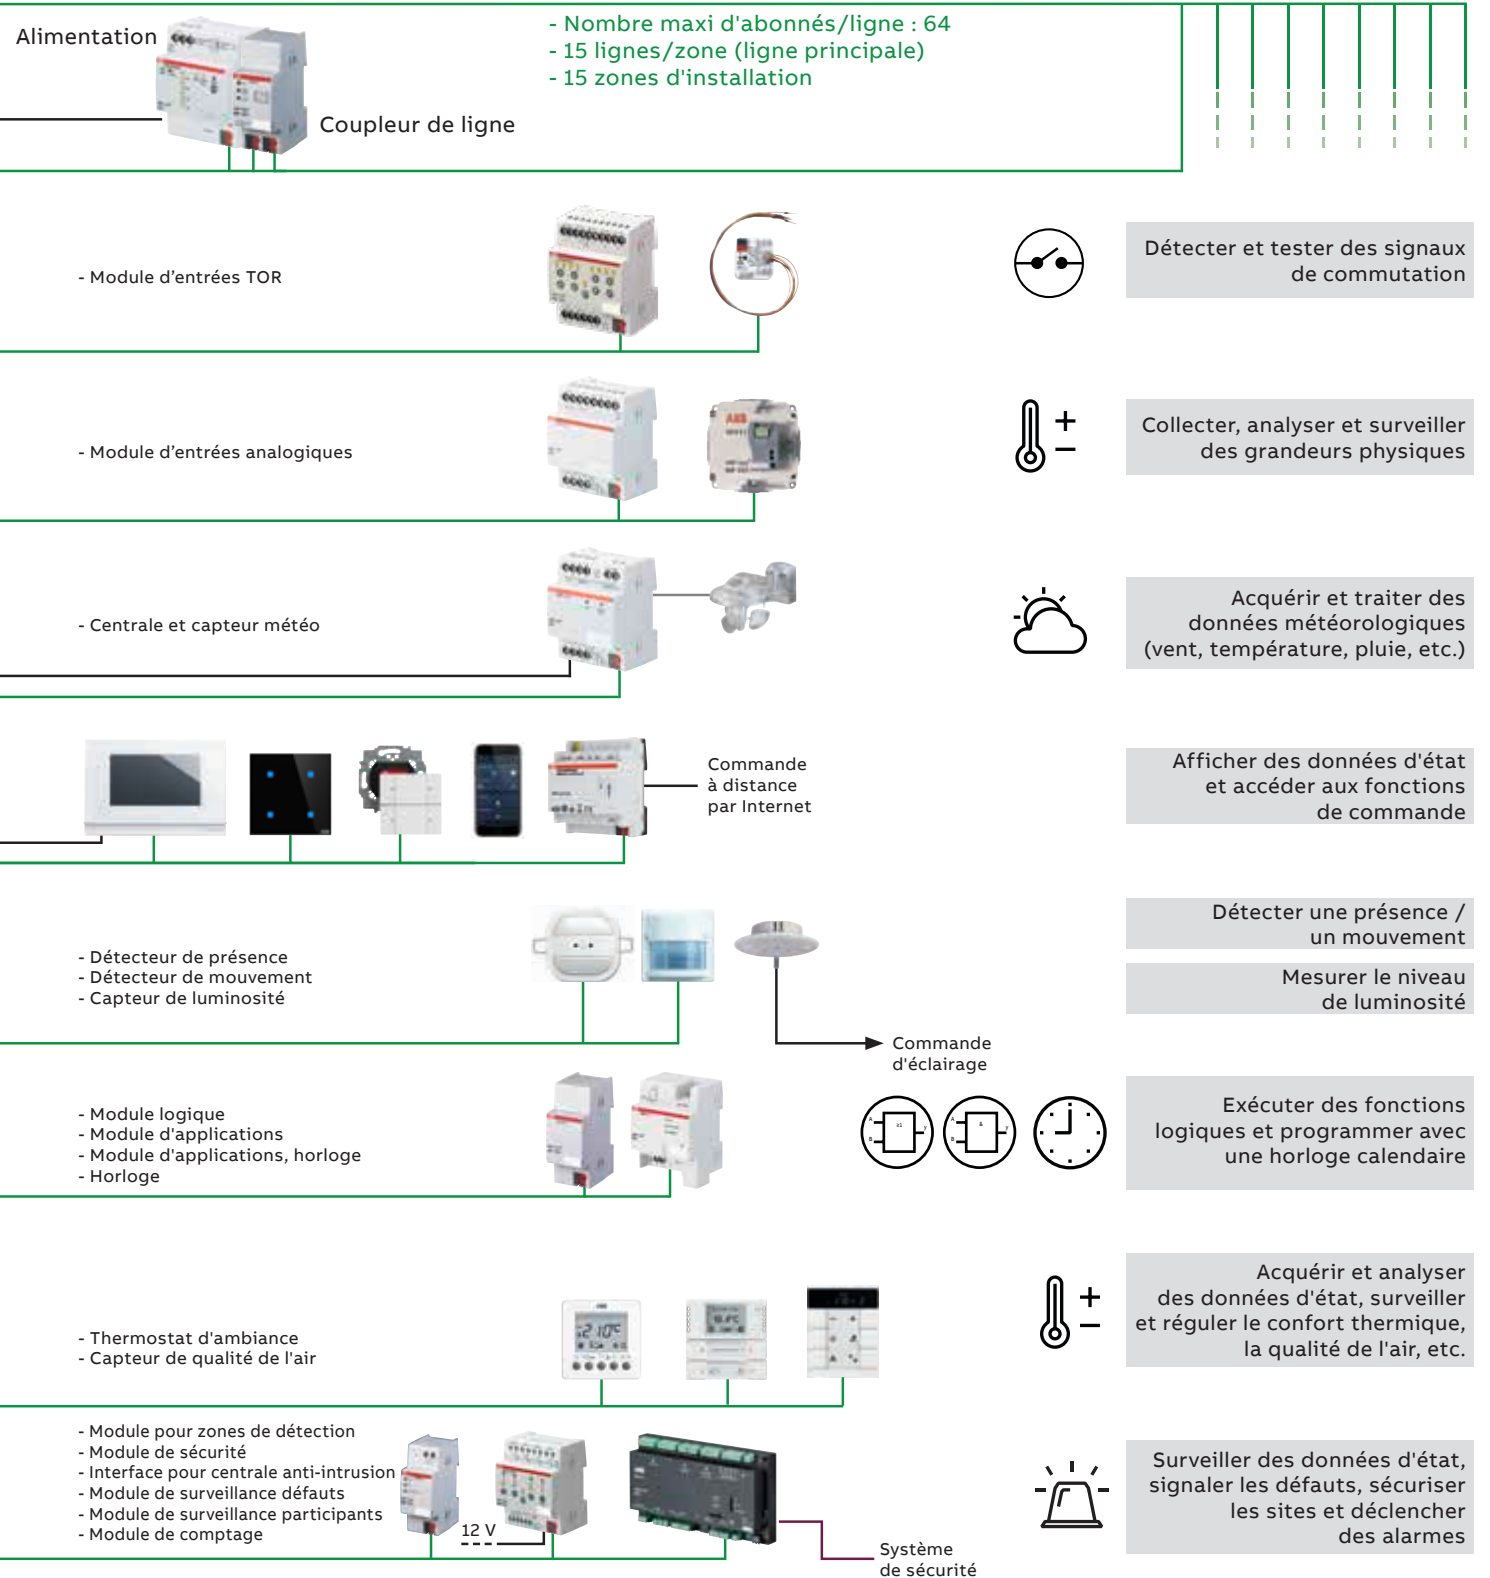 Alimentation
- Nombre maxi d'abonnés/ligne : 64
- 15 lignes/zone (ligne principale)
- 15 zones d'installation
Coupleur de ligne
- Module d’entrées TOR
Détecter et tester des signaux
de commutation
- Module d’entrées analogiques
ABB
Collecter, analyser et surveiller
des grandeurs physiques
- Centrale et capteur météo
Acquérir et traiter des
données météorologiques
(vent, température, pluie, etc.)
Commande
à distance
par Internet
Afficher des données d'état
et accéder aux fonctions
de commande
- Détecteur de présence
- Détecteur de mouvement
- Capteur de luminosité
Détecter une présence /
un mouvement
Mesurer le niveau
de luminosité
Commande
d'éclairage
- Module logique
- Module d'applications
- Module d'applications, horloge
- Horloge
A
B
≥1
y
A
B
&
y
Exécuter des fonctions
logiques et programmer avec
une horloge calendaire
- Thermostat d'ambiance
- Capteur de qualité de l'air
Acquérir et analyser
des données d'état, surveiller
et réguler le confort thermique,
la qualité de l'air, etc.
- Module pour zones de détection
- Module de sécurité
- Interface pour centrale anti-intrusion
- Module de surveillance défauts
- Module de surveillance participants
- Module de comptage
12 V
Système
de sécurité
Surveiller des données d'état,
signaler les défauts, sécuriser
les sites et déclencher
des alarmes